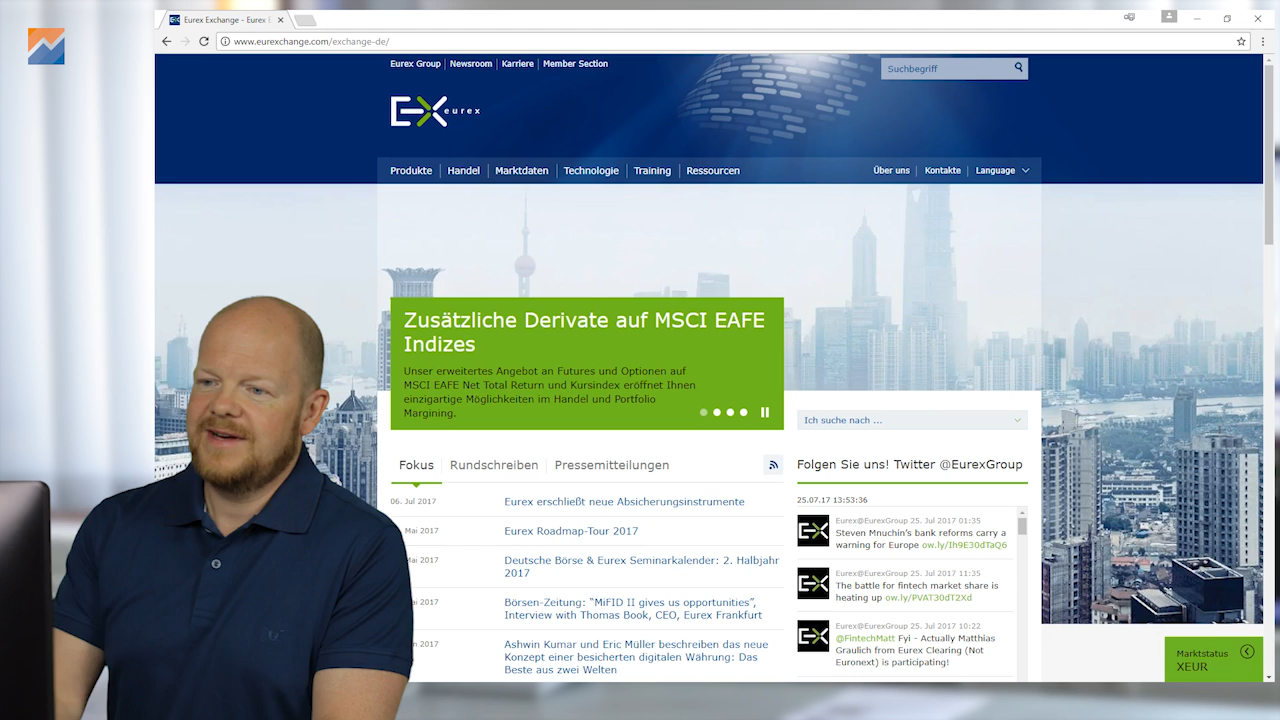 Eurex Exchange - Eurex E
www.eurexchange.com/exchange-de/
Eurex Group
Newsroom
Karriere
Member Section
Suchbegriff
EX eurex
Produkte
Handel
Marktdaten
Technologie
Training
Ressourcen
Über uns
Kontakte
Language
Zusätzliche Derivate auf MSCI EAFE
Indizes
Unser erweitertes Angebot an Futures und Optionen auf
MSCI EAFE Net Total Return und Kursindex eröffnet Ihnen
einzigartige Möglichkeiten im Handel und Portfolio
Margining.
Ich suche nach ...
Fokus
Rundschreiben
Pressemitteilungen
06. Jul 2017
Eurex erschließt neue Absicherungsinstrumente
Mai 2017
Eurex Roadmap-Tour 2017
Mai 2017
Deutsche Börse & Eurex Seminarkalender: 2. Halbjahr
2017
2017
Börsen-Zeitung: "MiFID II gives us opportunities",
Interview with Thomas Book, CEO, Eurex Frankfurt
2017
Ashwin Kumar und Eric Müller beschreiben das neue
Konzept einer besicherten digitalen Währung: Das
Beste aus zwei Welten
Folgen Sie uns! Twitter @EurexGroup
25.07.17 13:53:36
EX
Eurex@EurexGroup 25. Jul 2017 01:35
Steven Mnuchin's bank reforms carry a
warning for Europe ow.ly/Ih9E30dTaQ6
EX
Eurex@EurexGroup 25. Jul 2017 11:35
The battle for fintech market share is
heating up ow.ly/PVAT30dT2Xd
EX
Eurex@EurexGroup 25. Jul 2017 10:22
@FintechMatt Fyi - Actually Matthias
Graulich from Eurex Clearing (Not
Euronext) is participating!
Marktstatus
XEUR